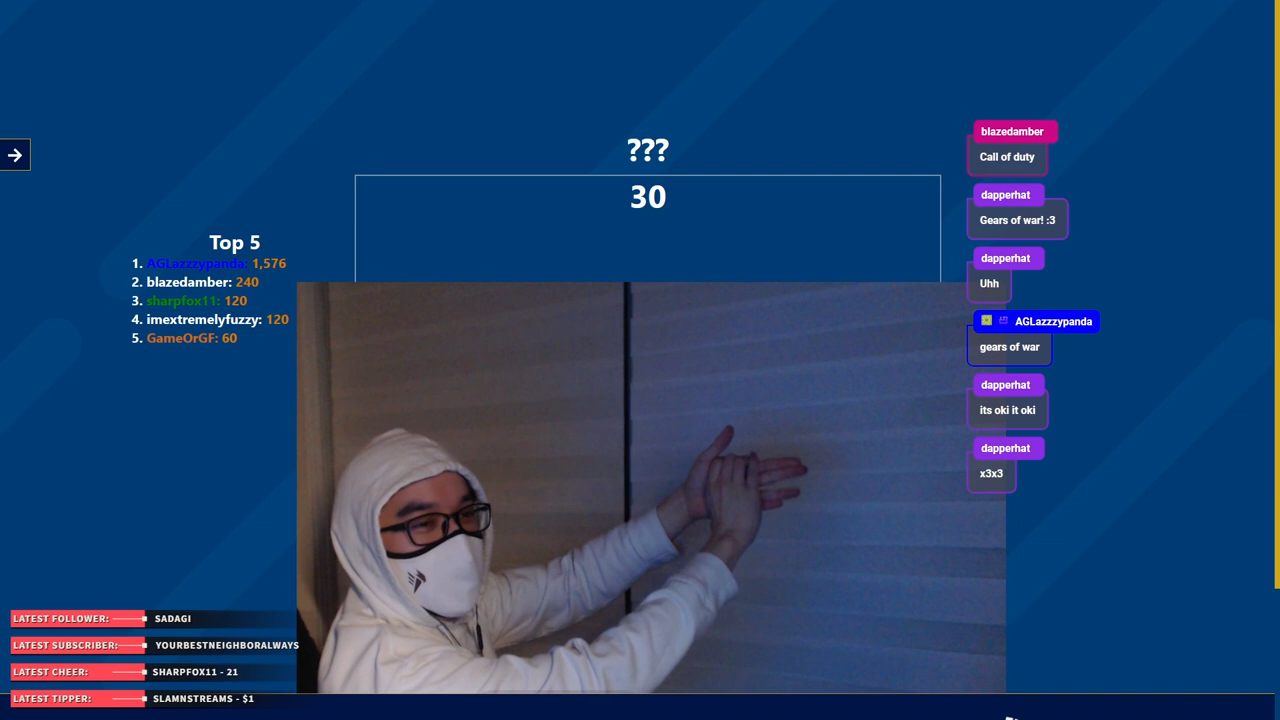 ???
30
Top 5
1. AGLazzzypanda: 1,576
2. blazedamber: 240
3. sharpfox11: 120
4. imextremelyfuzzy: 120
5. GameOrGF: 60
blazedamber
Call of duty
dapperhat
Gears of war! :3
dapperhat
Uhh
AGLazzzypanda
gears of war
dapperhat
its oki it oki
dapperhat
x3x3
LATEST FOLLOWER: SADAGI
LATEST SUBSCRIBER: YOURBESTNEIGHBORALWAYS
LATEST CHEER: SHARPFOX11 - 21
LATEST TIPPER: SLAMNSTREAMS - $1